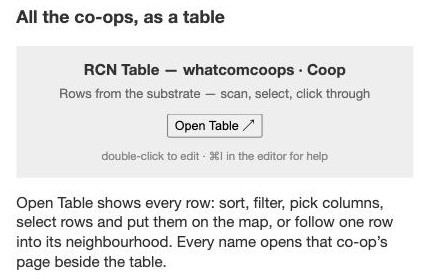 All the co-ops, as a table
RCN Table — whatcomcoops · Coop
Rows from the substrate — scan, select, click through
Open Table ↗
double-click to edit · ⌘I in the editor for help
Open Table shows every row: sort, filter, pick columns,
select rows and put them on the map, or follow one row
into its neighbourhood. Every name opens that co-op’s
page beside the table.